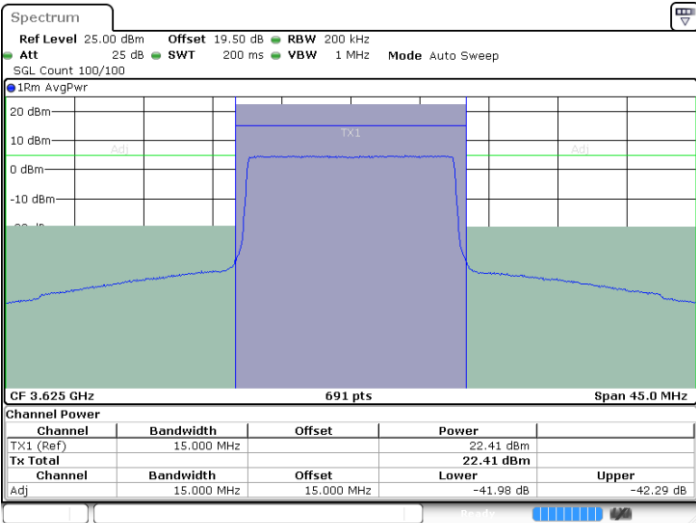 Spectrum
Ref Level 25.00 dBm Offset 19.50 dB RBW 200 kHz
Att 25 dB SWT 200 ms VBW 1 MHz Mode Auto Sweep
SGL Count 100/100
1Rm AvgPwr
20 dBm
TX1
10 dBm
Adj Adj
0 dBm
-10 dBm
CF 3.625 GHz 691 pts Span 45.0 MHz
Channel Power
Channel Bandwidth Offset Power
TX1 (Ref) 15.000 MHz 22.41 dBm
Tx Total 22.41 dBm
Channel Bandwidth Offset Lower Upper
Adj 15.000 MHz 15.000 MHz -41.98 dB -42.29 dB
Ready